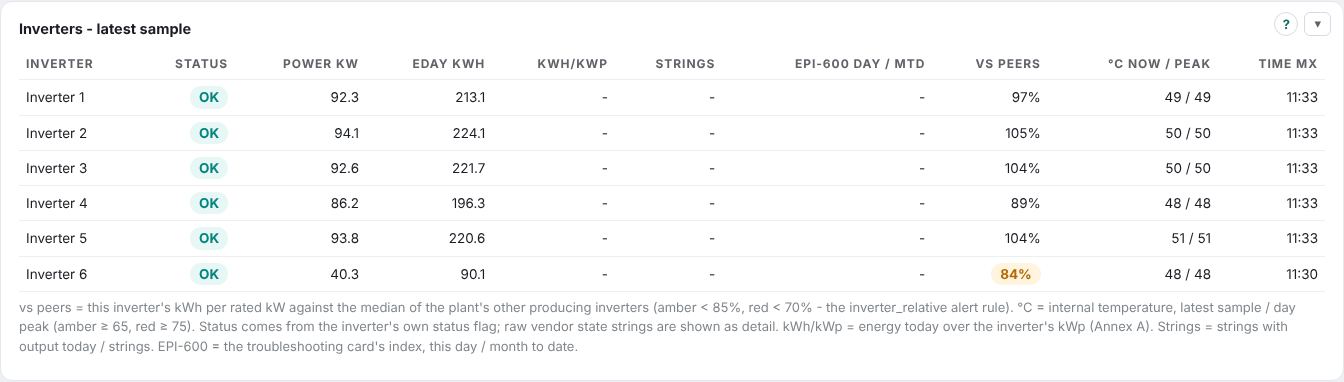 Inverters - latest sample
? ▾
INVERTER STATUS POWER KW EDAY KWH KWH/KWP STRINGS EPI-600 DAY / MTD VS PEERS °C NOW / PEAK TIME MX
Inverter 1 OK 92.3 213.1 - - - 97% 49 / 49 11:33
Inverter 2 OK 94.1 224.1 - - - 105% 50 / 50 11:33
Inverter 3 OK 92.6 221.7 - - - 104% 50 / 50 11:33
Inverter 4 OK 86.2 196.3 - - - 89% 48 / 48 11:33
Inverter 5 OK 93.8 220.6 - - - 104% 51 / 51 11:33
Inverter 6 OK 40.3 90.1 - - - 84% 48 / 48 11:30
vs peers = this inverter's kWh per rated kW against the median of the plant's other producing inverters (amber < 85%, red < 70% - the inverter_relative alert rule). °C = internal temperature, latest sample / day
peak (amber ≥ 65, red ≥ 75). Status comes from the inverter's own status flag; raw vendor state strings are shown as detail. kWh/kWp = energy today over the inverter's kWp (Annex A). Strings = strings with
output today / strings. EPI-600 = the troubleshooting card's index, this day / month to date.